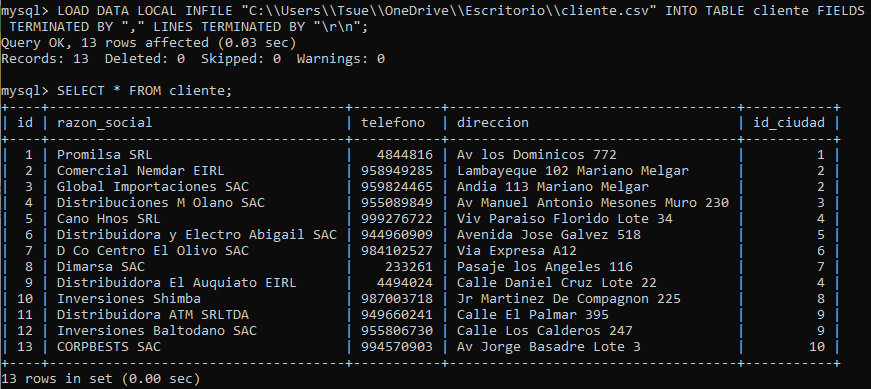 mysql> LOAD DATA LOCAL INFILE "C:\\Users\\Tsue\\OneDrive\\Escritorio\\cliente.csv" INTO TABLE cliente FIELDS
 TERMINATED BY "," LINES TERMINATED BY "\r\n";
Query OK, 13 rows affected (0.03 sec)
Records: 13  Deleted: 0  Skipped: 0  Warnings: 0

mysql> SELECT * FROM cliente;
+----+-------------------------------------+-----------+------------------------------------+-----------+
| id | razon_social                        | telefono  | direccion                          | id_ciudad |
+----+-------------------------------------+-----------+------------------------------------+-----------+
|  1 | Promilsa SRL                        |   4844816 | Av los Dominicos 772               |         1 |
|  2 | Comercial Nemdar EIRL               | 958949285 | Lambayeque 102 Mariano Melgar      |         2 |
|  3 | Global Importaciones SAC            | 959824465 | Andia 113 Mariano Melgar           |         2 |
|  4 | Distribuciones M Olano SAC          | 955089849 | Av Manuel Antonio Mesones Muro 230 |         3 |
|  5 | Cano Hnos SRL                       | 999276722 | Viv Paraiso Florido Lote 34        |         4 |
|  6 | Distribuidora y Electro Abigail SAC | 944960909 | Avenida Jose Galvez 518            |         5 |
|  7 | D Co Centro El Olivo SAC            | 984102527 | Via Expresa A12                    |         6 |
|  8 | Dimarsa SAC                         |    233261 | Pasaje los Angeles 116             |         7 |
|  9 | Distribuidora El Auquiato EIRL      |   4494024 | Calle Daniel Cruz Lote 22          |         4 |
| 10 | Inversiones Shimba                  | 987003718 | Jr Martinez De Compagnon 225       |         8 |
| 11 | Distribuidora ATM SRLTDA            | 949660241 | Calle El Palmar 395                |         9 |
| 12 | Inversiones Baltodano SAC           | 955806730 | Calle Los Calderos 247             |         9 |
| 13 | CORPBESTS SAC                       | 994570903 | Av Jorge Basadre Lote 3            |        10 |
+----+-------------------------------------+-----------+------------------------------------+-----------+
13 rows in set (0.00 sec)